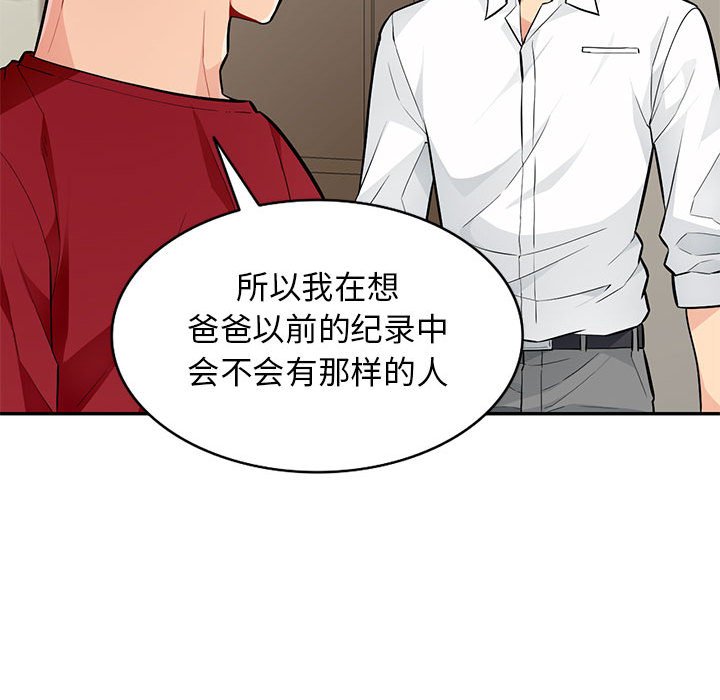 所以我在想
爸爸以前的纪录中
会不会有那样的人